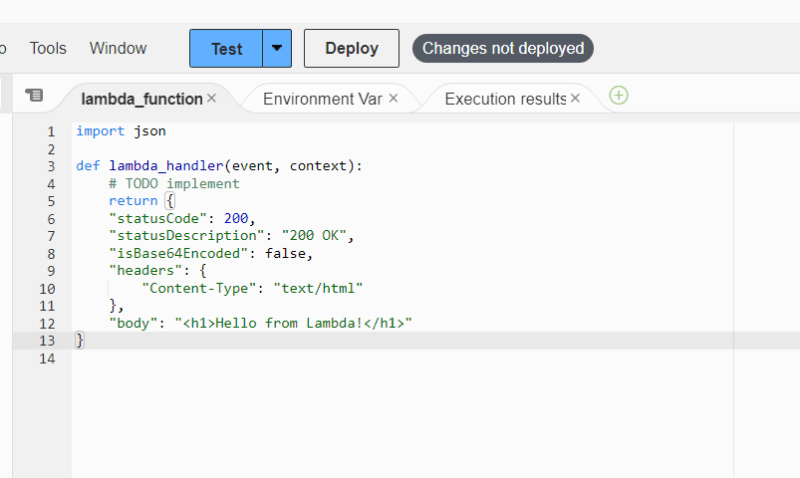 o Tools Window Test Deploy Changes not deployed
lambda_function × Environment Var × Execution results ×
1 import json
2
3 def lambda_handler(event, context):
4 # TODO implement
5 return {
6 "statusCode": 200,
7 "statusDescription": "200 OK",
8 "isBase64Encoded": false,
9 "headers": {
10 "Content-Type": "text/html"
11 },
12 "body": "<h1>Hello from Lambda!</h1>"
13 }
14